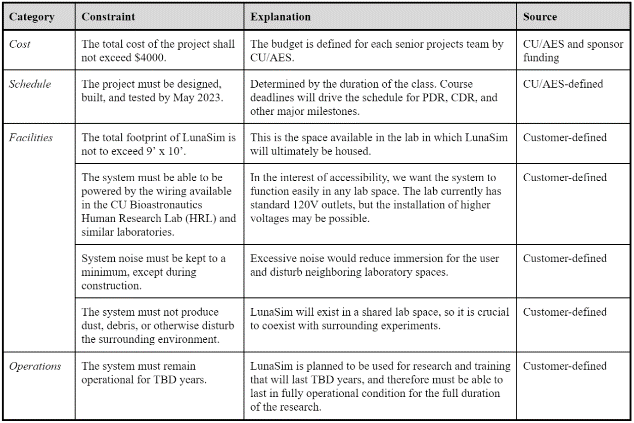 Category Constraint Explanation Source
Cost The total cost of the project shall The budget is defined for each senior projects team by CU/AES and sponsor
not exceed $4000. CU/AES. funding
Schedule The project must be designed, Determined by the duration of the class. Course CU/AES-defined
built, and tested by May 2023. deadlines will drive the schedule for PDR, CDR, and
other major milestones.
Facilities The total footprint of LunaSim is This is the space available in the lab in which LunaSim Customer-defined
not to exceed 9’ x 10’. will ultimately be housed.
The system must be able to be In the interest of accessibility, we want the system to Customer-defined
powered by the wiring available function easily in any lab space. The lab currently has
in the CU Bioastronautics standard 120V outlets, but the installation of higher
Human Research Lab (HRL) and voltages may be possible.
similar laboratories.
System noise must be kept to a Excessive noise would reduce immersion for the user Customer-defined
minimum, except during and disturb neighboring laboratory spaces.
construction.
The system must not produce LunaSim will exist in a shared lab space, so it is crucial Customer-defined
dust, debris, or otherwise disturb to coexist with surrounding experiments.
the surrounding environment.
Operations The system must remain LunaSim is planned to be used for research and training Customer-defined
operational for TBD years. that will last TBD years, and therefore must be able to
last in fully operational condition for the full duration
of the research.